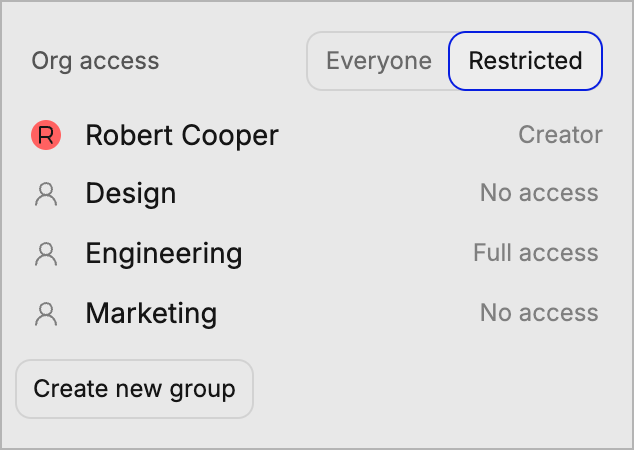 Org access Everyone Restricted
R Robert Cooper Creator
Design No access
Engineering Full access
Marketing No access
Create new group